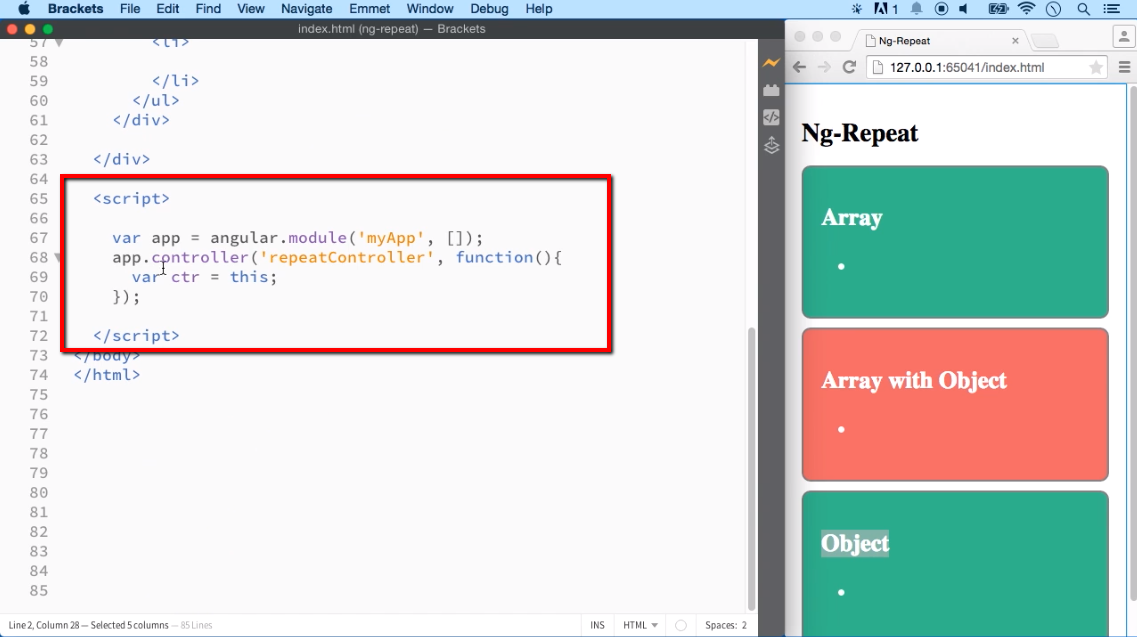 Brackets File Edit Find View Navigate Emmet Window Debug Help
1
index.html (ng-repeat) — Brackets
57 <li>
58
59 </li>
60 </ul>
61 </div>
62
63 </div>
64
65 <script>
66
67 var app = angular.module('myApp', []);
68 app.controller('repeatController', function(){
69 var ctr = this;
70 });
71
72 </script>
73 </body>
74 </html>
75
76
77
78
79
80
81
82
83
84
85
Line 2, Column 28 — Selected 5 columns — 85 Lines
INS HTML Spaces: 2
Ng-Repeat
127.0.0.1:65041/index.html
Ng-Repeat
Array
Array with Object
Object